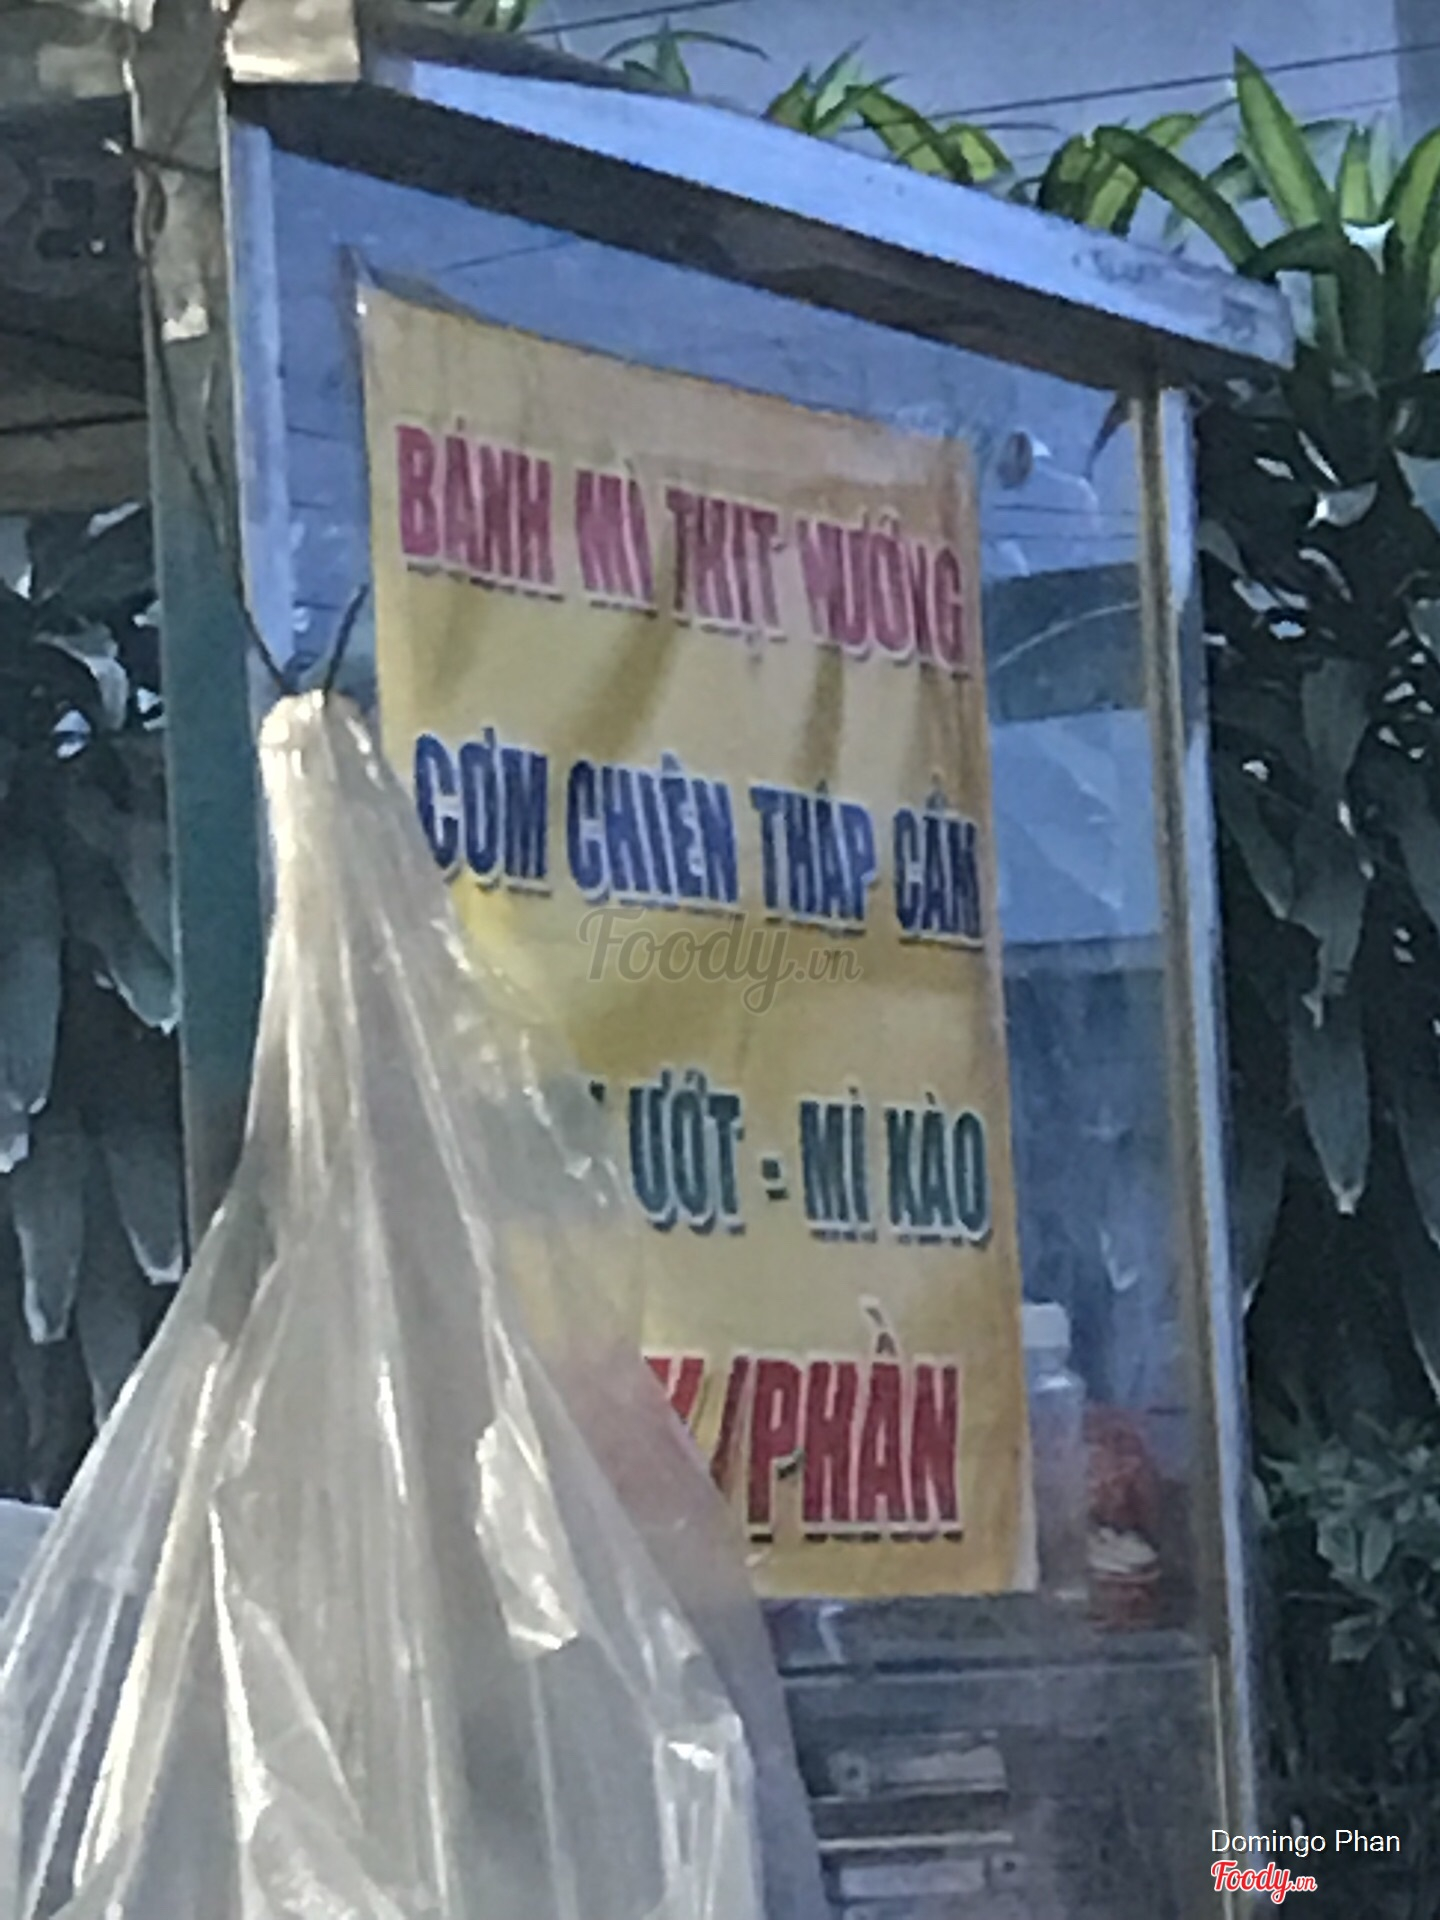 BÁNH MÌ THỊT NƯỚNG
CƠM CHIÊN THẬP CẨM
Foody.vn
ƯỚT - MÌ XÀO
K /PHẦN
Domingo Phan
Foody.vn